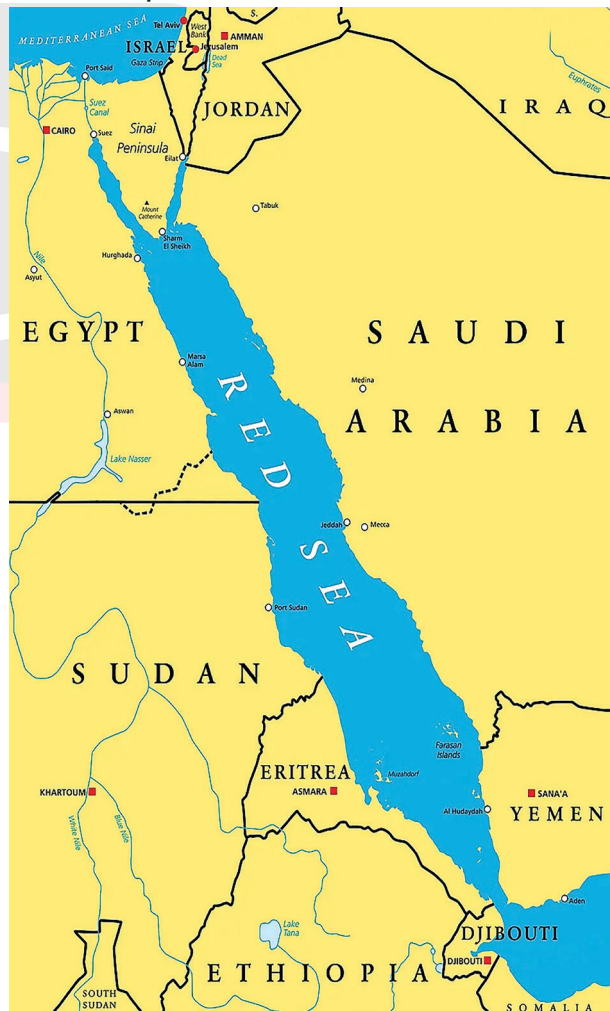 MEDITERRANEAN SEA
Tel Aviv
West
Bank
S.
AMMAN
ISRAEL
Jerusalem
Gaza Strip
Dead
Sea
Port Said
Suez
Canal
JORDAN
IRAQ
Euphrates
CAIRO
Suez
Sinai
Peninsula
Eilat
Mount
Catherine
Tabuk
Sharm
El Sheikh
Hurghada
Nile
Asyut
EGYPT
SAUDI
ARABIA
Marsa
Alam
RED SEA
Medina
Aswan
Lake Nasser
Jeddah
Mecca
Port Sudan
SUDAN
Farasan
Islands
ERITREA
Muzahdorf
ASMARA
KHARTOUM
SANA'A
YEMEN
Al Hudaydah
White Nile
Blue Nile
Aden
Lake
Tana
DJIBOUTI
DJIBOUTI
ETHIOPIA
SOUTH
SUDAN
SOMALIA